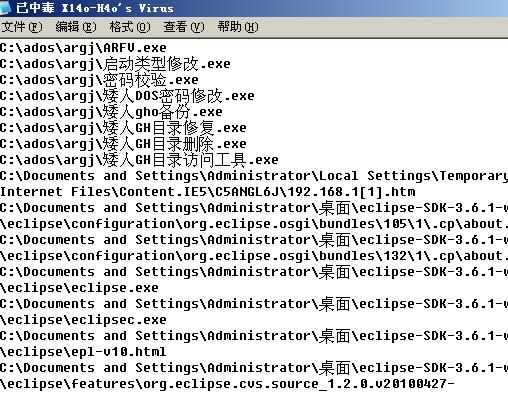 已中毒 X14o-H4o's Virus
文件(F) 编辑(E) 格式(O) 查看(V) 帮助(H)
C:\ados\argj\ARFV.exe
C:\ados\argj\启动类型修改.exe
C:\ados\argj\密码校验.exe
C:\ados\argj\矮人DOS密码修改.exe
C:\ados\argj\矮人gho备份.exe
C:\ados\argj\矮人GH目录修复.exe
C:\ados\argj\矮人GH目录删除.exe
C:\ados\argj\矮人GH目录访问工具.exe
C:\Documents and Settings\Administrator\Local Settings\Temporary
Internet Files\Content.IE5\C5ANGL6J\192.168.1[1].htm
C:\Documents and Settings\Administrator\桌面\eclipse-SDK-3.6.1-w
\eclipse\configuration\org.eclipse.osgi\bundles\105\1\.cp\about.
C:\Documents and Settings\Administrator\桌面\eclipse-SDK-3.6.1-w
\eclipse\configuration\org.eclipse.osgi\bundles\132\1\.cp\about.
C:\Documents and Settings\Administrator\桌面\eclipse-SDK-3.6.1-w
\eclipse\eclipse.exe
C:\Documents and Settings\Administrator\桌面\eclipse-SDK-3.6.1-w
\eclipse\eclipsec.exe
C:\Documents and Settings\Administrator\桌面\eclipse-SDK-3.6.1-w
\eclipse\epl-v10.html
C:\Documents and Settings\Administrator\桌面\eclipse-SDK-3.6.1-w
\eclipse\features\org.eclipse.cvs.source_1.2.0.v20100427-